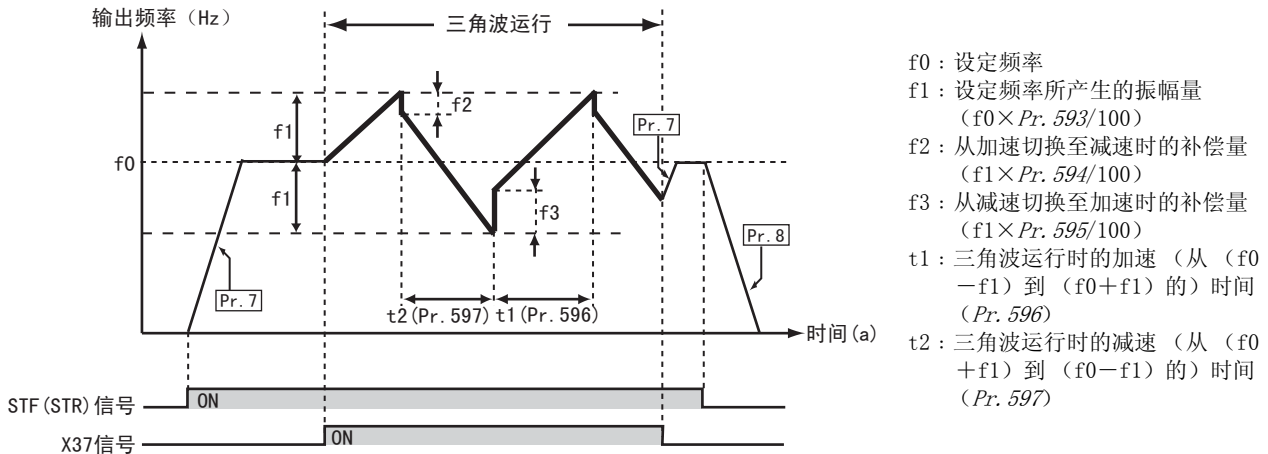 输出频率（Hz）
三角波运行
f2
f1
Pr.7
f0
f1
f3
Pr.8
Pr.7
t2(Pr.597) t1(Pr.596)
时间(a)
STF(STR)信号
ON
X37信号
ON
f0：设定频率
f1：设定频率所产生的振幅量
（f0×Pr.593/100）
f2：从加速切换至减速时的补偿量
（f1×Pr.594/100）
f3：从减速切换至加速时的补偿量
（f1×Pr.595/100）
t1：三角波运行时的加速 （从 （f0
－f1）到 （f0＋f1）的）时间
（Pr.596）
t2：三角波运行时的减速 （从 （f0
＋f1）到 （f0－f1）的）时间
（Pr.597）